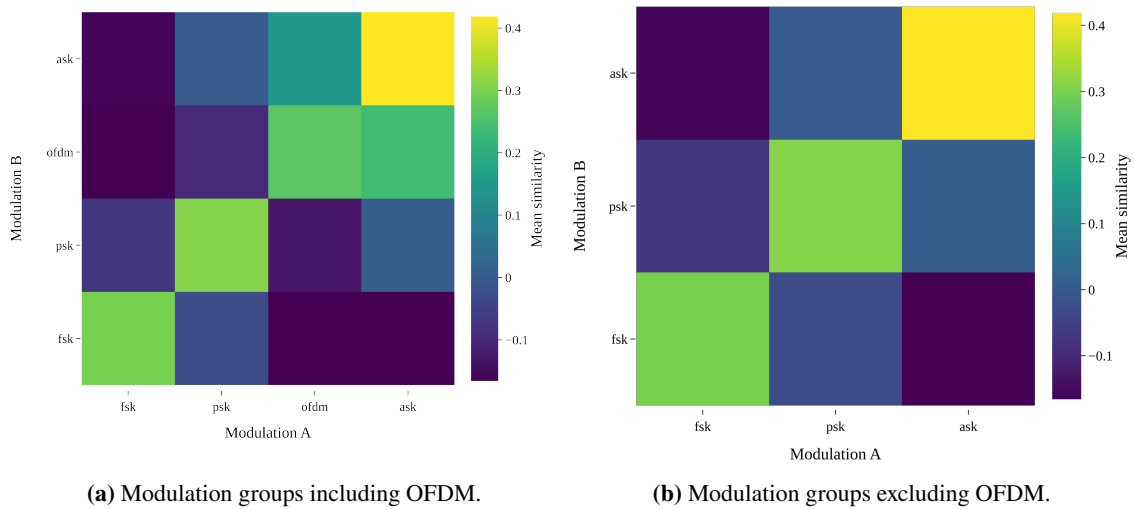 ask
ofdm
psk
fsk
Modulation B
fsk psk ofdm ask
Modulation A
0.4
0.3
0.2
0.1
0
−0.1
Mean similarity
(a) Modulation groups including OFDM.
ask
psk
fsk
Modulation B
fsk psk ask
Modulation A
0.4
0.3
0.2
0.1
0
−0.1
Mean similarity
(b) Modulation groups excluding OFDM.